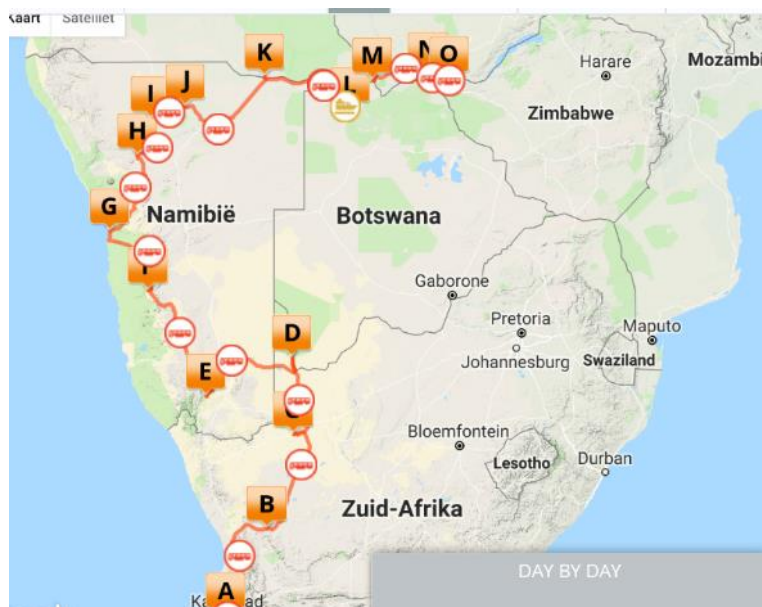 Kaart Satelliet
K
M
N
O
L
I
J
Harare
Mozambi
H
Zimbabwe
G
Namibië
Botswana
Gaborone
D
Pretoria
Maputo
Johannesburg
Swaziland
E
C
Bloemfontein
Lesotho
Durban
B
Zuid-Afrika
DAY BY DAY
A